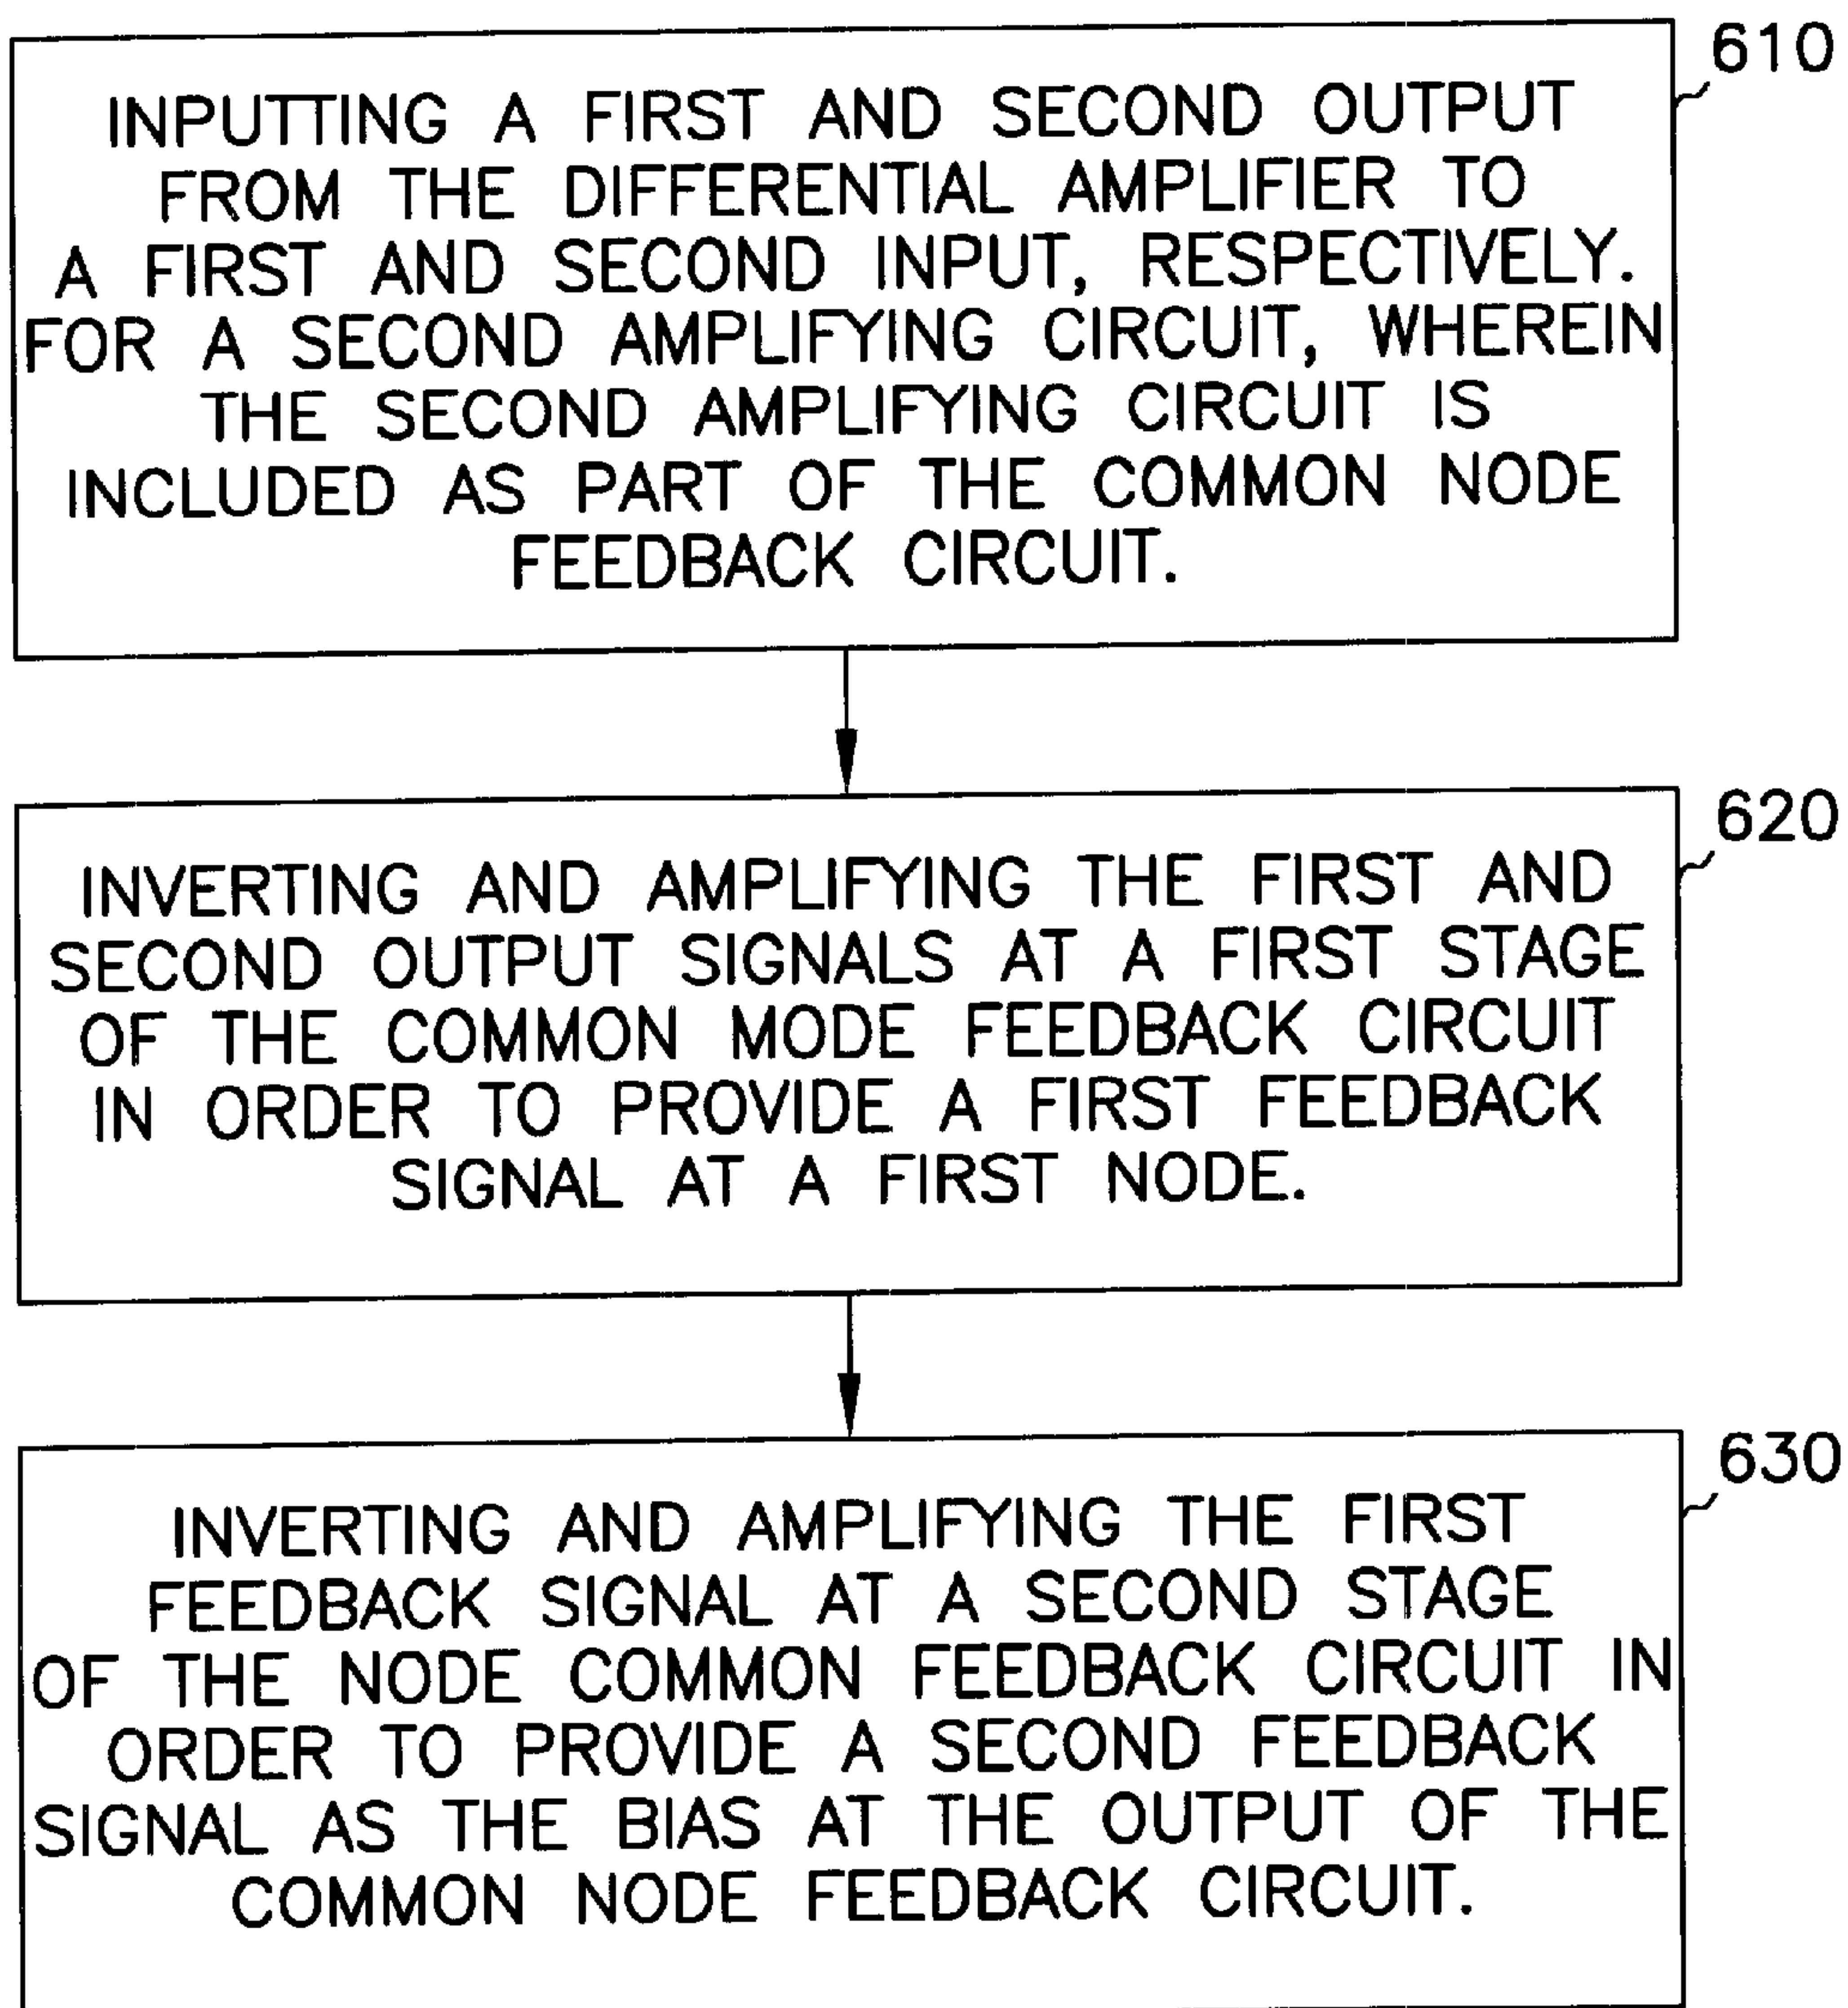 610
INPUTTING A FIRST AND SECOND OUTPUT
FROM THE DIFFERENTIAL AMPLIFIER TO
A FIRST AND SECOND INPUT, RESPECTIVELY.
FOR A SECOND AMPLIFYING CIRCUIT, WHEREIN
THE SECOND AMPLIFYING CIRCUIT IS
INCLUDED AS PART OF THE COMMON NODE
FEEDBACK CIRCUIT.
620
INVERTING AND AMPLIFYING THE FIRST AND
SECOND OUTPUT SIGNALS AT A FIRST STAGE
OF THE COMMON MODE FEEDBACK CIRCUIT
IN ORDER TO PROVIDE A FIRST FEEDBACK
SIGNAL AT A FIRST NODE.
630
INVERTING AND AMPLIFYING THE FIRST
FEEDBACK SIGNAL AT A SECOND STAGE
OF THE NODE COMMON FEEDBACK CIRCUIT IN
ORDER TO PROVIDE A SECOND FEEDBACK
SIGNAL AS THE BIAS AT THE OUTPUT OF THE
COMMON NODE FEEDBACK CIRCUIT.